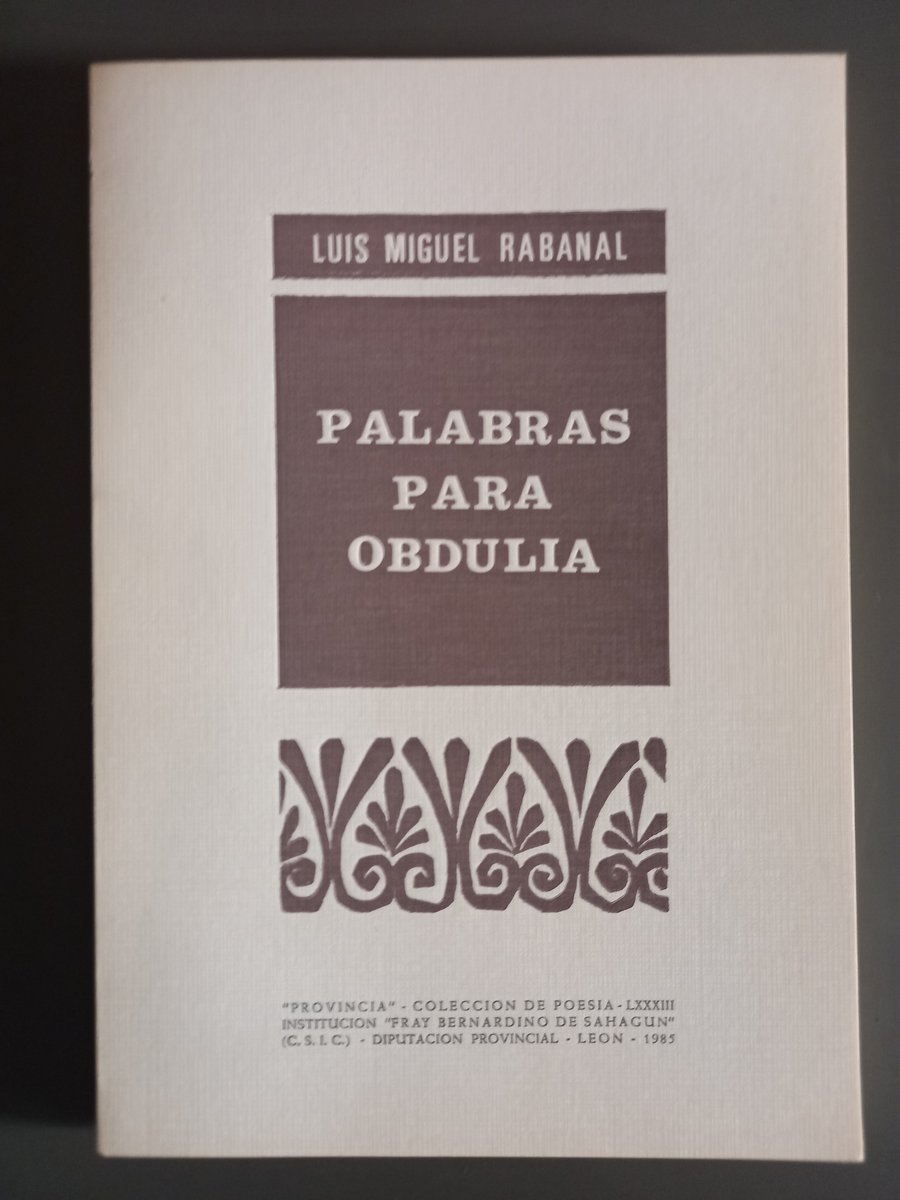 LUIS MIGUEL RABANAL
PALABRAS
PARA
OBDULIA
"PROVINCIA" - COLECCION DE POESIA - LXXXIII
INSTITUCION "FRAY BERNARDINO DE SAHAGUN"
(C. S. I. C.) - DIPUTACION PROVINCIAL - LEON - 1985